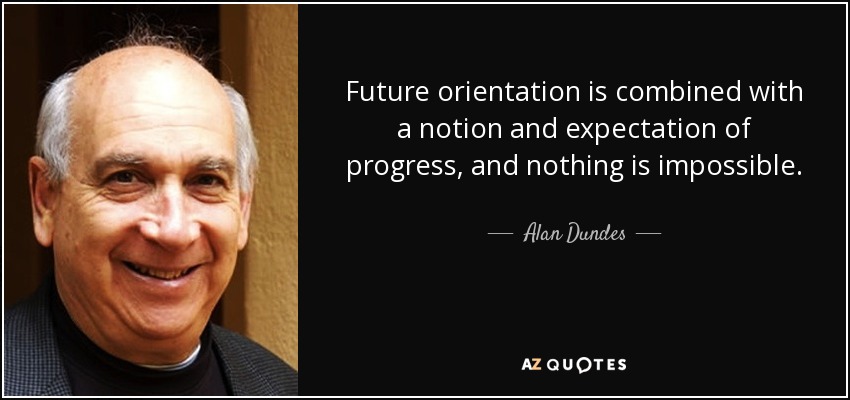 Future orientation is combined with
a notion and expectation of
progress, and nothing is impossible.
Alan Dundes
AZ QUOTES